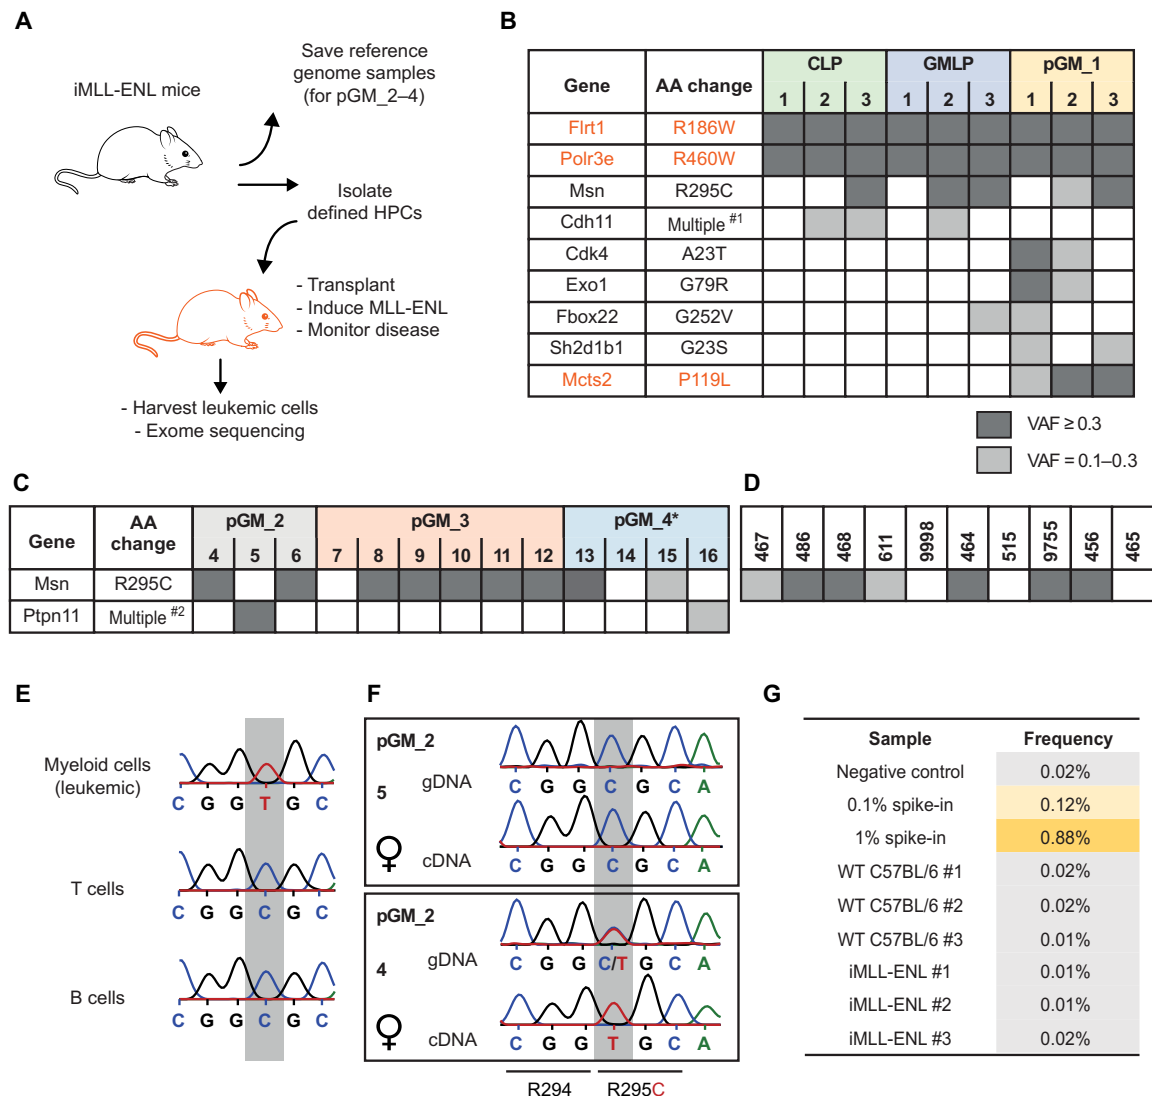 A
iMLL-ENL mice
Save reference
genome samples
(for pGM_2–4)
Isolate
defined HPCs
- Transplant
- Induce MLL-ENL
- Monitor disease
- Harvest leukemic cells
- Exome sequencing
B
Gene AA change CLP GMLP pGM_1
1 2 3 1 2 3 1 2 3
Flrt1 R186W
Polr3e R460W
Msn R295C
Cdh11 Multiple #1
Cdk4 A23T
Exo1 G79R
Fbox22 G252V
Sh2d1b1 G23S
Mcts2 P119L
VAF ≥ 0.3
VAF = 0.1–0.3
C
Gene AA change pGM_2 pGM_3 pGM_4*
4 5 6 7 8 9 10 11 12 13 14 15 16
Msn R295C
Ptpn11 Multiple #2
D
467 486 468 611 9998 464 515 9755 456 465
E
Myeloid cells
(leukemic)
C G G T G C
T cells
C G G C G C
B cells
C G G C G C
F
pGM_2
5
♀
gDNA
C G G C G C A
cDNA
C G G C G C A
pGM_2
4
♀
gDNA
C G G C/T G C A
cDNA
C G G T G C A
R294 R295C
G
Sample Frequency
Negative control 0.02%
0.1% spike-in 0.12%
1% spike-in 0.88%
WT C57BL/6 #1 0.02%
WT C57BL/6 #2 0.02%
WT C57BL/6 #3 0.01%
iMLL-ENL #1 0.01%
iMLL-ENL #2 0.01%
iMLL-ENL #3 0.02%